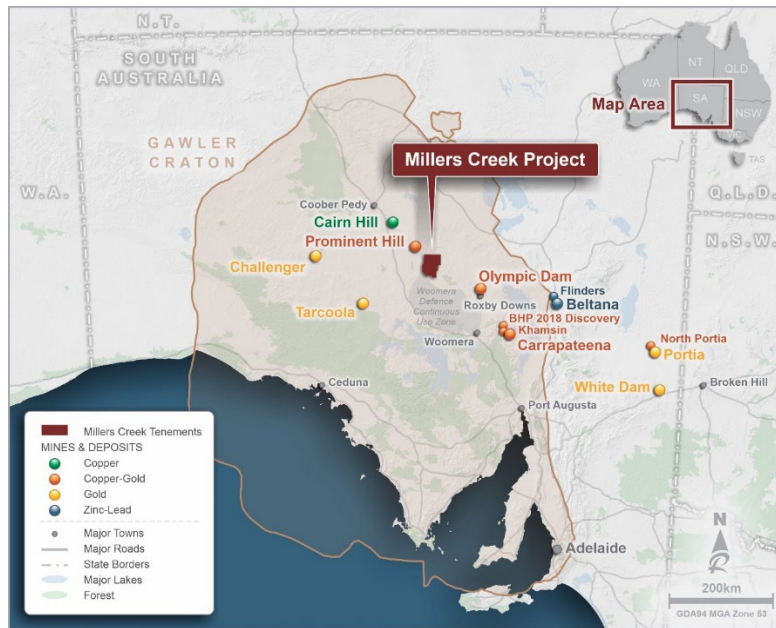 N.T.
SOUTH
AUSTRALIA
GAWLER
CRATON
W.A.
WA
NT
QLD
SA
NSW
VIC
TAS
Map Area
Millers Creek Project
Q.L.D.
N.S.W.
Coober Pedy
Cairn Hill
Prominent Hill
Challenger
Tarcoola
Woomera
Defence
Continuous
Use Zone
Olympic Dam
Roxby Downs
Flinders
Beltana
BHP 2018 Discovery
Khamsin
Carrapateena
Woomera
North Portia
Portia
White Dam
Broken Hill
Ceduna
Port Augusta
Adelaide
Millers Creek Tenements
MINES & DEPOSITS
Copper
Copper-Gold
Gold
Zinc-Lead
Major Towns
Major Roads
State Borders
Major Lakes
Forest
N
200km
GDA94 MGA Zone 53